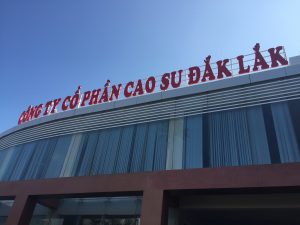 CÔNG TY CỔ PHẦN CAO SU ĐẮK LẮK